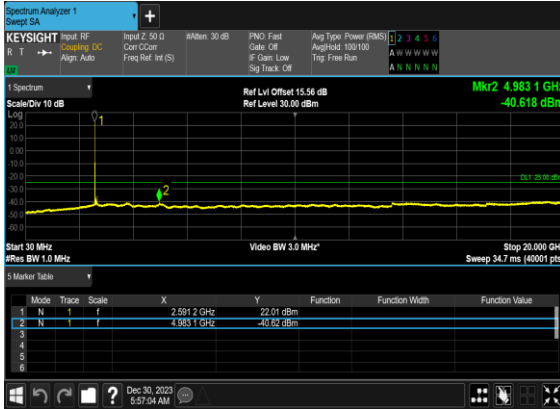 Spectrum Analyzer 1
Swept SA
+
KEYSIGHT
R T
LNI
Input: RF
Coupling: DC
Align: Auto
Input Z: 50 Ω
Corr CCorr
Freq Ref: Int (S)
#Atten: 30 dB
PNO: Fast
Gate: Off
IF Gain: Low
Sig Track: Off
Avg Type: Power (RMS)
Avg|Hold: 100/100
Trig: Free Run
1 2 3 4 5 6
A W W W W W
A N N N N N
1 Spectrum
Scale/Div 10 dB
Ref Lvl Offset 15.56 dB
Ref Level 30.00 dBm
Mkr2 4.983 1 GHz
-40.618 dBm
Log
20.0
10.0
0.00
-10.0
-20.0
-30.0
-40.0
-50.0
-60.0
1
2
DL1 25.00 dBm
Start 30 MHz
#Res BW 1.0 MHz
Video BW 3.0 MHz*
Stop 20.000 GH
Sweep 34.7 ms (40001 pts
5 Marker Table
Mode Trace Scale X Y Function Function Width Function Value
1 N 1 f 2.591 2 GHz 22.01 dBm
2 N 1 f 4.983 1 GHz -40.62 dBm
3
4
5
6
?
Dec 30, 2023
5:57:04 AM